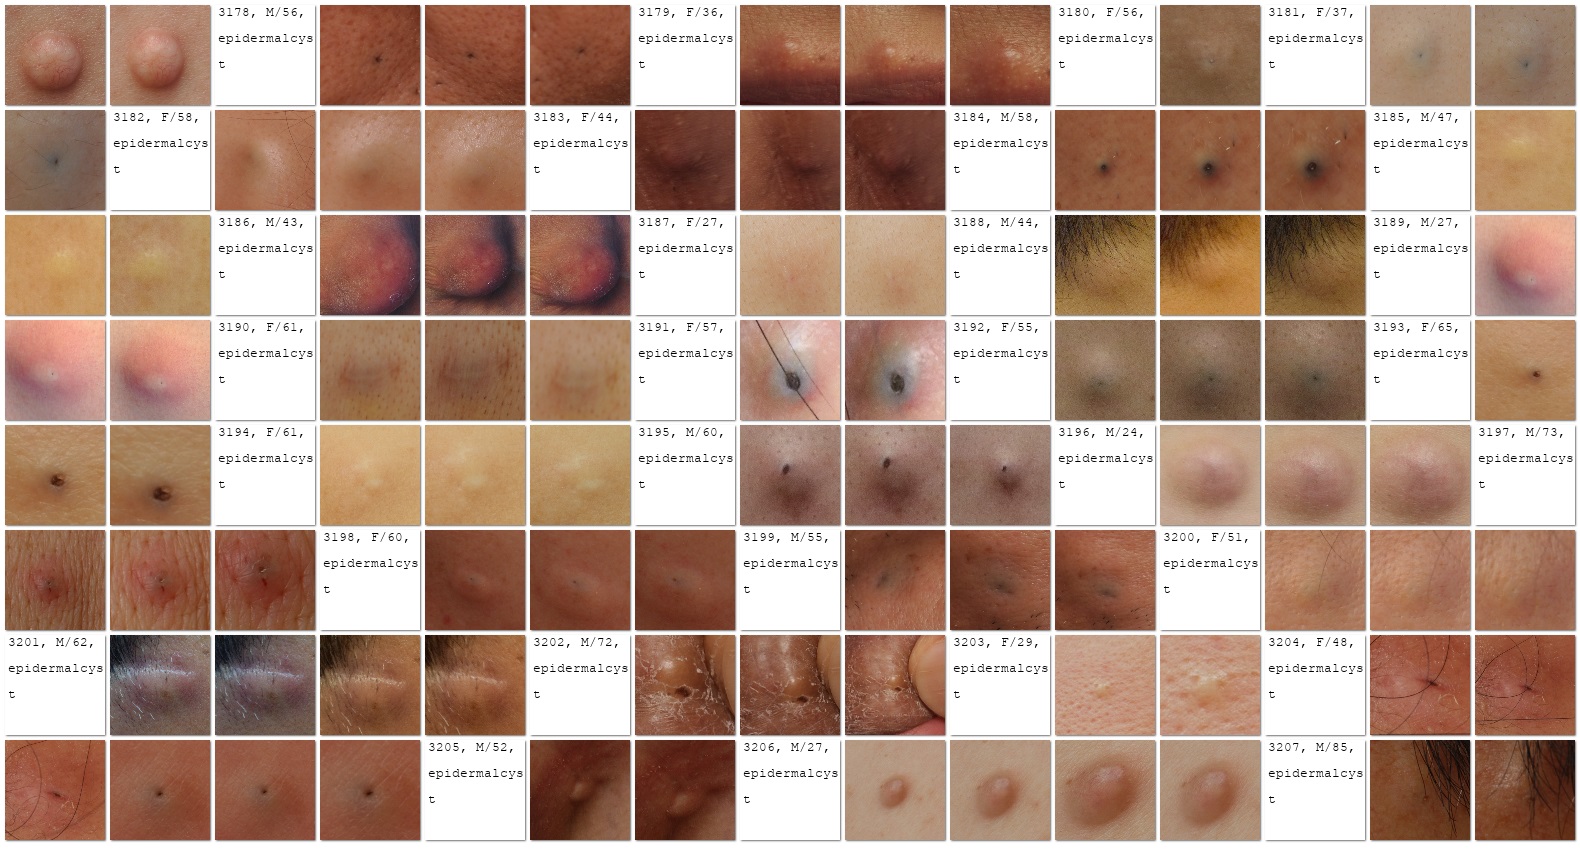 3178, M/56,
epidermalcys
t
3179, F/36,
epidermalcys
t
3180, F/56,
epidermalcys
t
3181, F/37,
epidermalcys
t
3182, F/58,
epidermalcys
t
3183, F/44,
epidermalcys
t
3184, M/58,
epidermalcys
t
3185, M/47,
epidermalcys
t
3186, M/43,
epidermalcys
t
3187, F/27,
epidermalcys
t
3188, M/44,
epidermalcys
t
3189, M/27,
epidermalcys
t
3190, F/61,
epidermalcys
t
3191, F/57,
epidermalcys
t
3192, F/55,
epidermalcys
t
3193, F/65,
epidermalcys
t
3194, F/61,
epidermalcys
t
3195, M/60,
epidermalcys
t
3196, M/24,
epidermalcys
t
3197, M/73,
epidermalcys
t
3198, F/60,
epidermalcys
t
3199, M/55,
epidermalcys
t
3200, F/51,
epidermalcys
t
3201, M/62,
epidermalcys
t
3202, M/72,
epidermalcys
t
3203, F/29,
epidermalcys
t
3204, F/48,
epidermalcys
t
3205, M/52,
epidermalcys
t
3206, M/27,
epidermalcys
t
3207, M/85,
epidermalcys
t